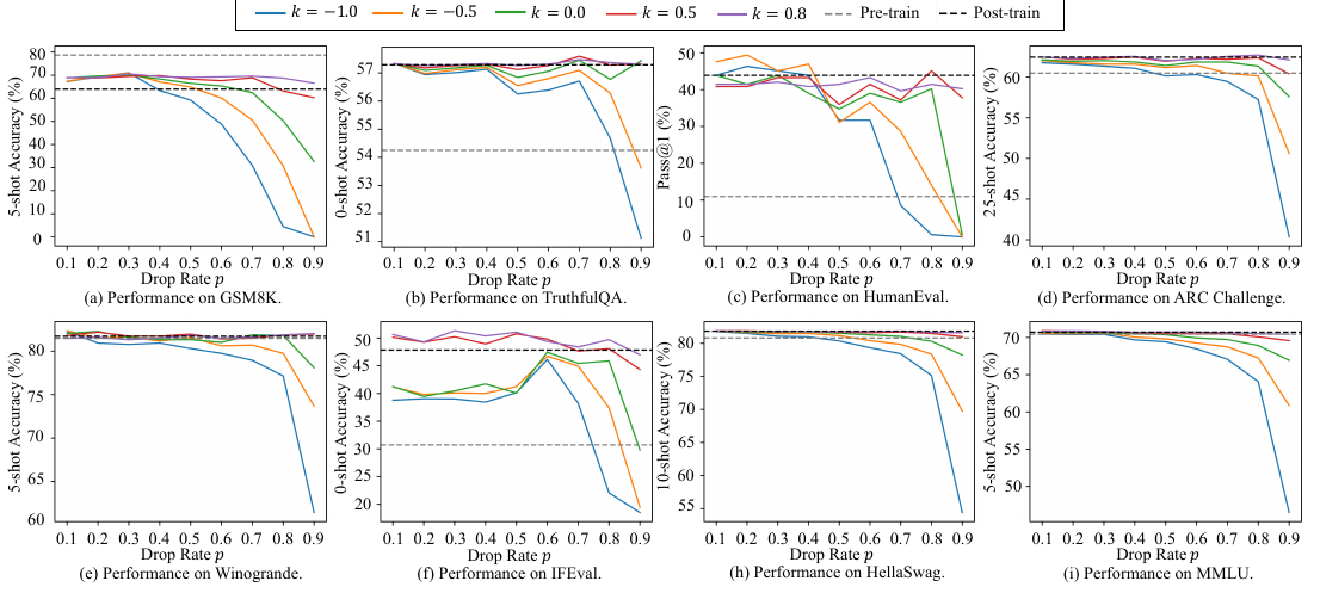 k = −1.0 k = −0.5 k = 0.0 k = 0.5 k = 0.8 Pre-train Post-train
5-shot Accuracy (%)
80
70
60
50
40
30
20
10
0
0.1 0.2 0.3 0.4 0.5 0.6 0.7 0.8 0.9
Drop Rate p
(a) Performance on GSM8K.
0-shot Accuracy (%)
57
56
55
54
53
52
51
0.1 0.2 0.3 0.4 0.5 0.6 0.7 0.8 0.9
Drop Rate p
(b) Performance on TruthfulQA.
Pass@1 (%)
50
40
30
20
10
0
0.1 0.2 0.3 0.4 0.5 0.6 0.7 0.8 0.9
Drop Rate p
(c) Performance on HumanEval.
25-shot Accuracy (%)
60
55
50
45
40
0.1 0.2 0.3 0.4 0.5 0.6 0.7 0.8 0.9
Drop Rate p
(d) Performance on ARC Challenge.
5-shot Accuracy (%)
80
75
70
65
60
0.1 0.2 0.3 0.4 0.5 0.6 0.7 0.8 0.9
Drop Rate p
(e) Performance on Winogrande.
0-shot Accuracy (%)
50
45
40
35
30
25
20
0.1 0.2 0.3 0.4 0.5 0.6 0.7 0.8 0.9
Drop Rate p
(f) Performance on IFEval.
10-shot Accuracy (%)
80
75
70
65
60
55
0.1 0.2 0.3 0.4 0.5 0.6 0.7 0.8 0.9
Drop Rate p
(h) Performance on HellaSwag.
5-shot Accuracy (%)
70
65
60
55
50
0.1 0.2 0.3 0.4 0.5 0.6 0.7 0.8 0.9
Drop Rate p
(i) Performance on MMLU.